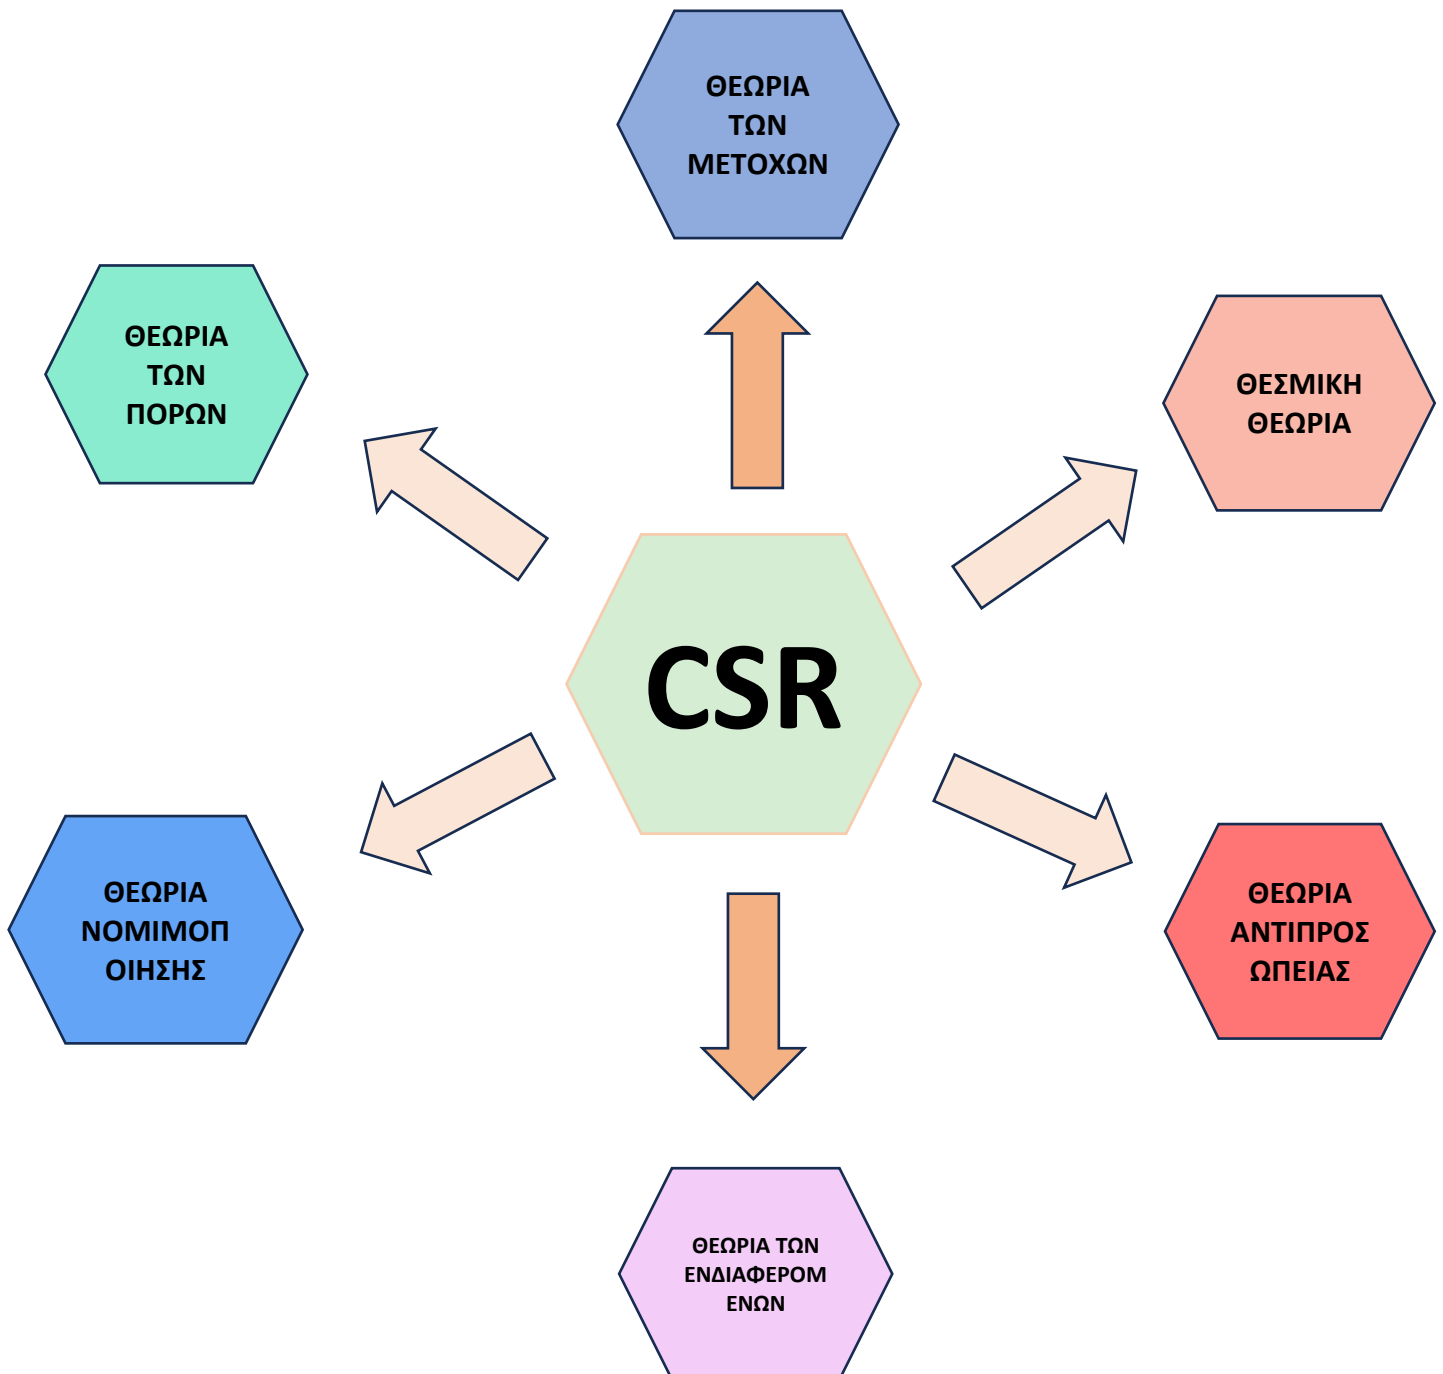 ΘΕΩΡΙΑ
ΤΩΝ
ΜΕΤΟΧΩΝ
ΘΕΩΡΙΑ
ΤΩΝ
ΠΟΡΩΝ
ΘΕΣΜΙΚΗ
ΘΕΩΡΙΑ
CSR
ΘΕΩΡΙΑ
ΝΟΜΙΜΟΠ
ΟΙΗΣΗΣ
ΘΕΩΡΙΑ
ΑΝΤΙΠΡΟΣ
ΩΠΕΙΑΣ
ΘΕΩΡΙΑ ΤΩΝ
ΕΝΔΙΑΦΕΡΟΜ
ΕΝΩΝ